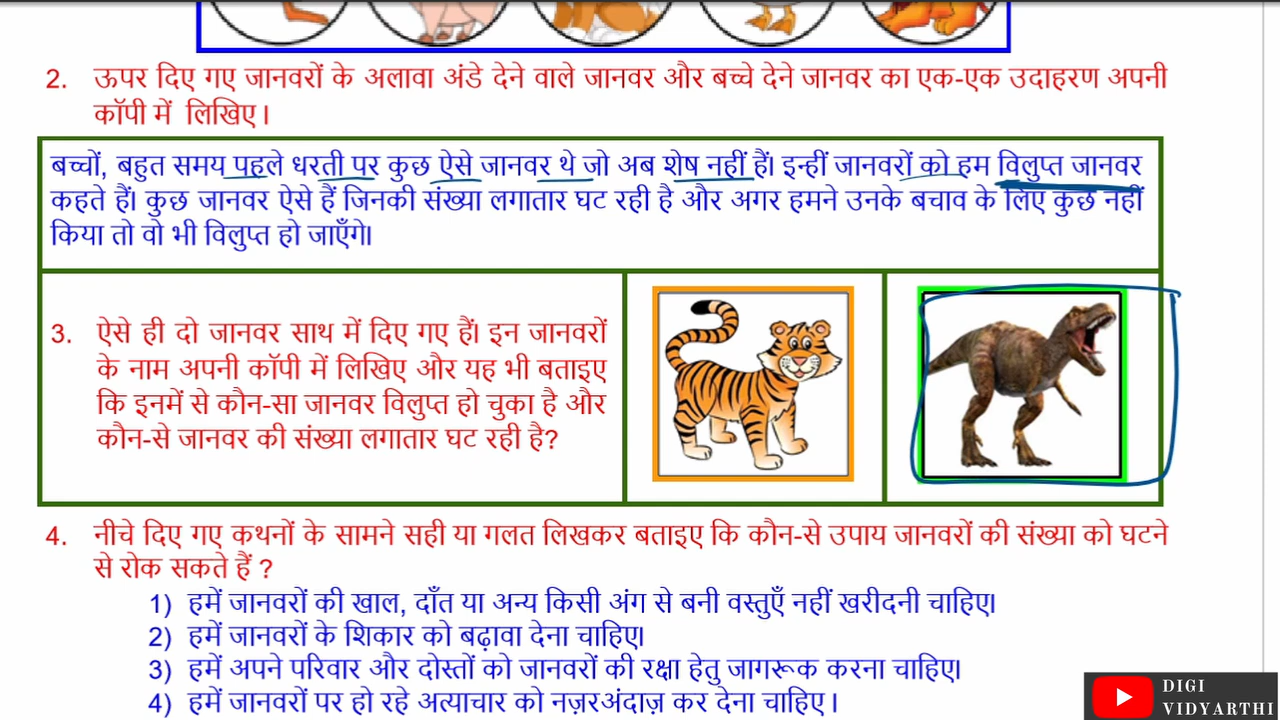 2. ऊपर दिए गए जानवरों के अलावा अंडे देने वाले जानवर और बच्चे देने जानवर का एक-एक उदाहरण अपनी
कॉपी में लिखिए।
बच्चों, बहुत समय पहले धरती पर कुछ ऐसे जानवर थे जो अब शेष नहीं हैं। इन्हीं जानवरों को हम विलुप्त जानवर
कहते हैं। कुछ जानवर ऐसे हैं जिनकी संख्या लगातार घट रही है और अगर हमने उनके बचाव के लिए कुछ नहीं
किया तो वो भी विलुप्त हो जाएँगे।
3. ऐसे ही दो जानवर साथ में दिए गए हैं। इन जानवरों
के नाम अपनी कॉपी में लिखिए और यह भी बताइए
कि इनमें से कौन-सा जानवर विलुप्त हो चुका है और
कौन-से जानवर की संख्या लगातार घट रही है?
4. नीचे दिए गए कथनों के सामने सही या गलत लिखकर बताइए कि कौन-से उपाय जानवरों की संख्या को घटने
से रोक सकते हैं ?
1) हमें जानवरों की खाल, दाँत या अन्य किसी अंग से बनी वस्तुएँ नहीं खरीदनी चाहिए।
2) हमें जानवरों के शिकार को बढ़ावा देना चाहिए।
3) हमें अपने परिवार और दोस्तों को जानवरों की रक्षा हेतु जागरूक करना चाहिए।
4) हमें जानवरों पर हो रहे अत्याचार को नज़रअंदाज़ कर देना चाहिए ।
DIGI
VIDYARTHI